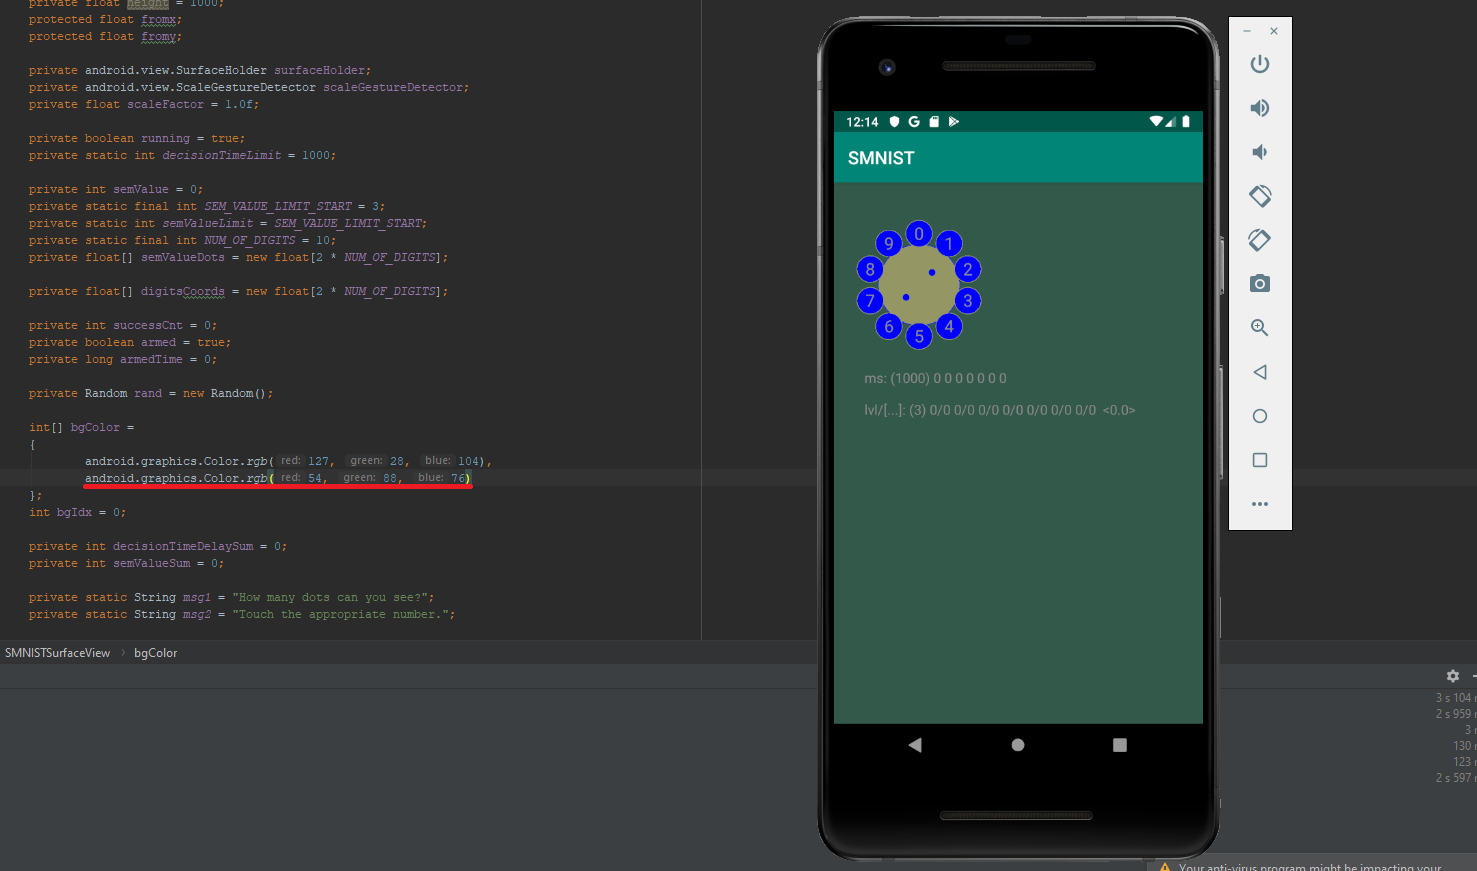 private float height = 1000;
protected float fromx;
protected float fromy;
private android.view.SurfaceHolder surfaceHolder;
private android.view.ScaleGestureDetector scaleGestureDetector;
private float scaleFactor = 1.0f;
private boolean running = true;
private static int decisionTimeLimit = 1000;
private int semValue = 0;
private static final int SEM_VALUE_LIMIT_START = 3;
private static int semValueLimit = SEM_VALUE_LIMIT_START;
private static final int NUM_OF_DIGITS = 10;
private float[] semValueDots = new float[2 * NUM_OF_DIGITS];
private float[] digitsCoords = new float[2 * NUM_OF_DIGITS];
private int successCnt = 0;
private boolean armed = true;
private long armedTime = 0;
private Random rand = new Random();
int[] bgColor =
{
android.graphics.Color.rgb( red: 127, green: 28, blue: 104),
android.graphics.Color.rgb( red: 54, green: 88, blue: 76)
};
int bgIdx = 0;
private int decisionTimeDelaySum = 0;
private int semValueSum = 0;
private static String msg1 = "How many dots can you see?";
private static String msg2 = "Touch the appropriate number.";
SMNISTSurfaceView › bgColor
12:14
SMNIST
0
1
2
3
4
5
6
7
8
9
ms: (1000) 0 0 0 0 0 0 0
lvl/[...]: (3) 0/0 0/0 0/0 0/0 0/0 0/0 0/0 <0.0>
3 s 104
2 s 959
3
130
123
2 s 597
Your anti-virus program might be impacting your